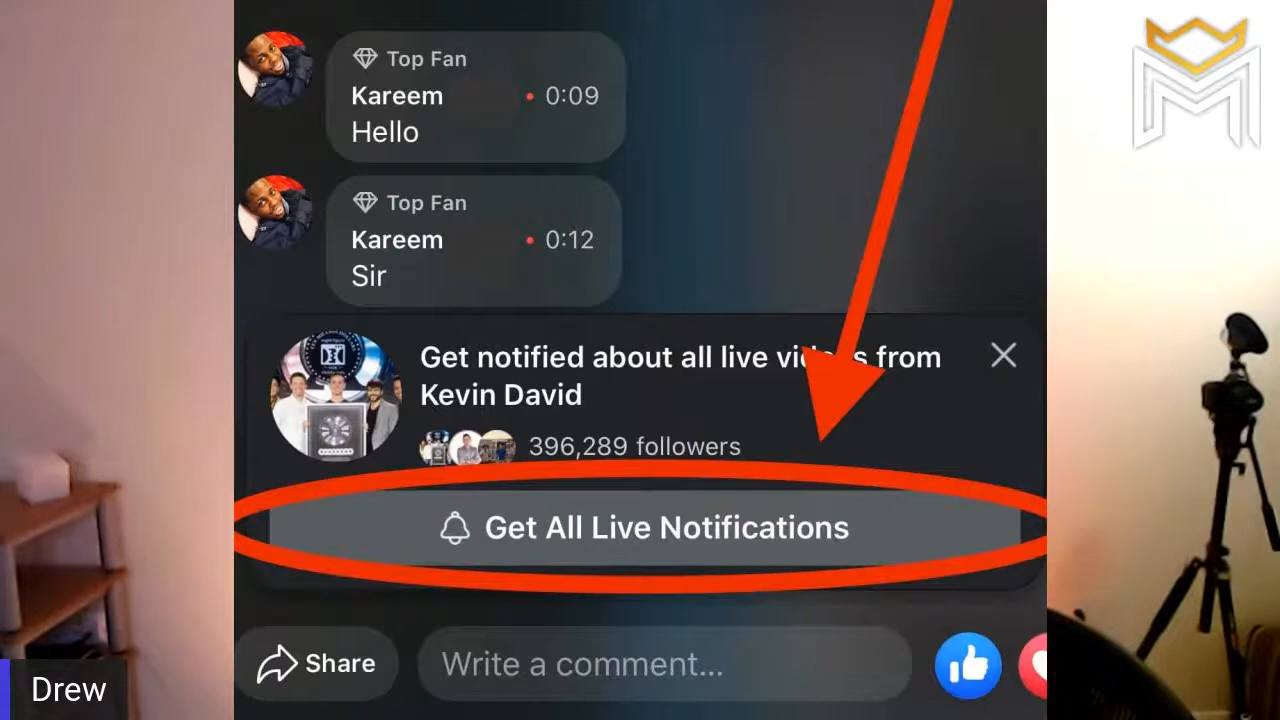 Top Fan
Kareem • 0:09
Hello
Top Fan
Kareem • 0:12
Sir
Get notified about all live videos from
Kevin David
396,289 followers
Get All Live Notifications
Share
Write a comment...
Drew